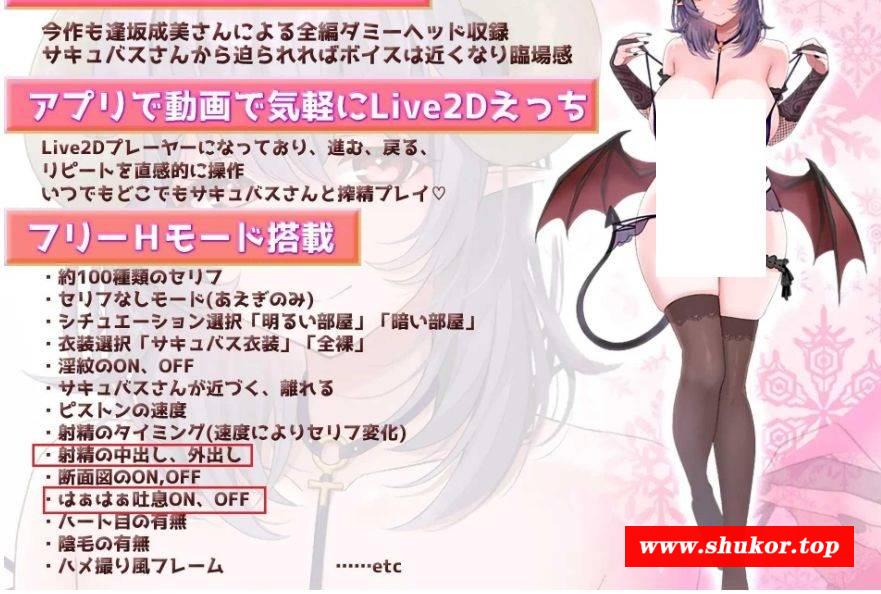 今作も逢坂成美さんによる全編ダミーヘッド収録
サキュバスさんから迫られればボイスは近くなり臨場感
アプリで動画で気軽にLive2Dえっち
Live2Dプレーヤーになっており、進む、戻る、
リピートを直感的に操作
いつでもどこでもサキュバスさんと搾精プレイ♡
フリーHモード搭載
・約100種類のセリフ
・セリフなしモード(あえぎのみ)
・シチュエーション選択「明るい部屋」「暗い部屋」
・衣装選択「サキュバス衣装」「全裸」
・淫紋のON、OFF
・サキュバスさんが近づく、離れる
・ピストンの速度
・射精のタイミング(速度によりセリフ変化)
・射精の中出し、外出し
・断面図のON,OFF
・はぁはぁ吐息ON、OFF
・ハート目の有無
・陰毛の有無
・ハメ撮り風フレーム ……etc
www.shukor.top